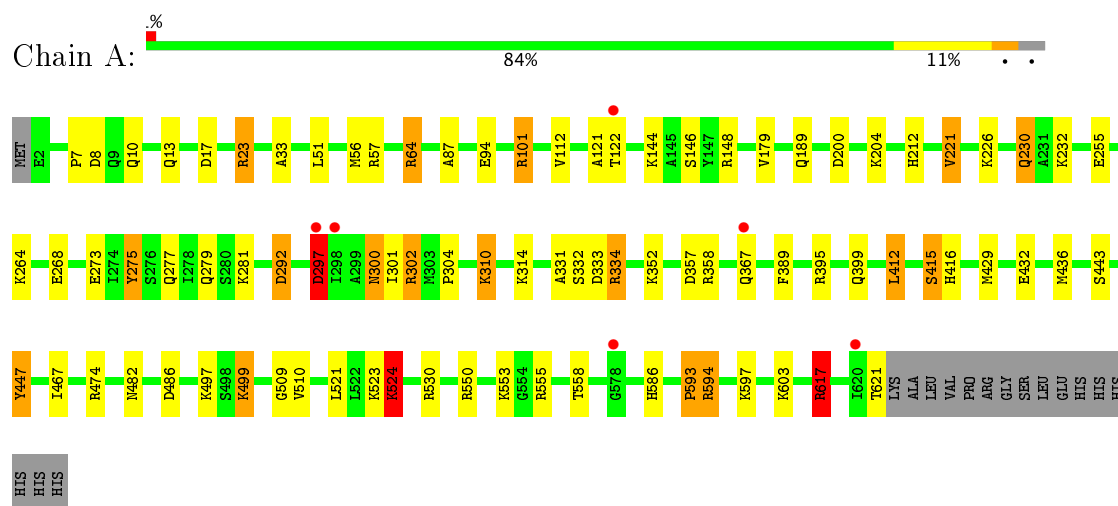 .%
Chain A:
84% 11% • •
MET E2 P7 D8 Q9 Q10 Q13 D17 R23 A33 L51 M56 R57 R64 A87 E94 R101 V112 A121 T122 K144 A145 S146 Y147 R148 V179 Q189 D200 K204 H212 V221 K226 Q230 A231 K232 E255
K264 E268 E273 I274 Y275 S276 Q277 I278 Q279 S280 K281 D292 D297 I298 A299 N300 I301 R302 M303 P304 K310 K314 A331 S332 D333 R334 K352 D357 R358 Q367 F389 R395 Q399 L412 S415 H416 M429 E432 M436 S443
Y447 I467 R474 N482 D486 K497 S498 K499 G509 V510 L521 L522 K523 K524 R530 R550 K553 G554 R555 T558 G578 H586 P593 R594 K597 K603 R617 I620 T621 LYS ALA LEU VAL PRO ARG GLY SER LEU GLU HIS HIS HIS
HIS HIS HIS